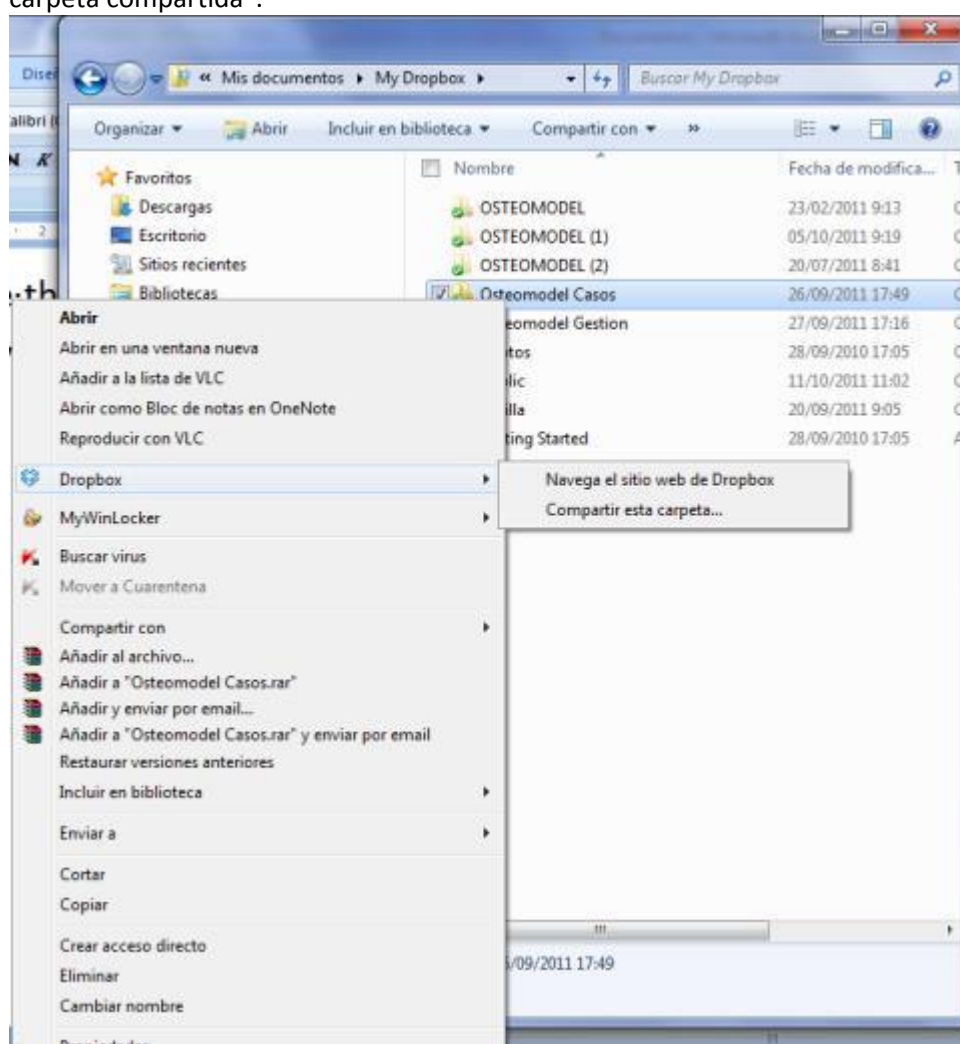 carpeta compartida".
Mis documentos My Dropbox Buscar My Dropbox
Organizar Abrir Incluir en biblioteca Compartir con »
Nombre Fecha de modifica...
Favoritos
Descargas
Escritorio
Sitios recientes
Bibliotecas
OSTEOMODEL 23/02/2011 9:13
OSTEOMODEL (1) 05/10/2011 9:19
OSTEOMODEL (2) 20/07/2011 8:41
Osteomodel Casos 26/09/2011 17:49
eomodel Gestion 27/09/2011 17:16
tos 28/09/2010 17:05
lic 11/10/2011 11:02
illa 20/09/2011 9:05
ting Started 28/09/2010 17:05
Abrir
Abrir en una ventana nueva
Añadir a la lista de VLC
Abrir como Bloc de notas en OneNote
Reproducir con VLC
Dropbox
Navega el sitio web de Dropbox
Compartir esta carpeta...
MyWinLocker
Buscar virus
Mover a Cuarentena
Compartir con
Añadir al archivo...
Añadir a "Osteomodel Casos.rar"
Añadir y enviar por email...
Añadir a "Osteomodel Casos.rar" y enviar por email
Restaurar versiones anteriores
Incluir en biblioteca
Enviar a
Cortar
Copiar
Crear acceso directo
/09/2011 17:49
Eliminar
Cambiar nombre